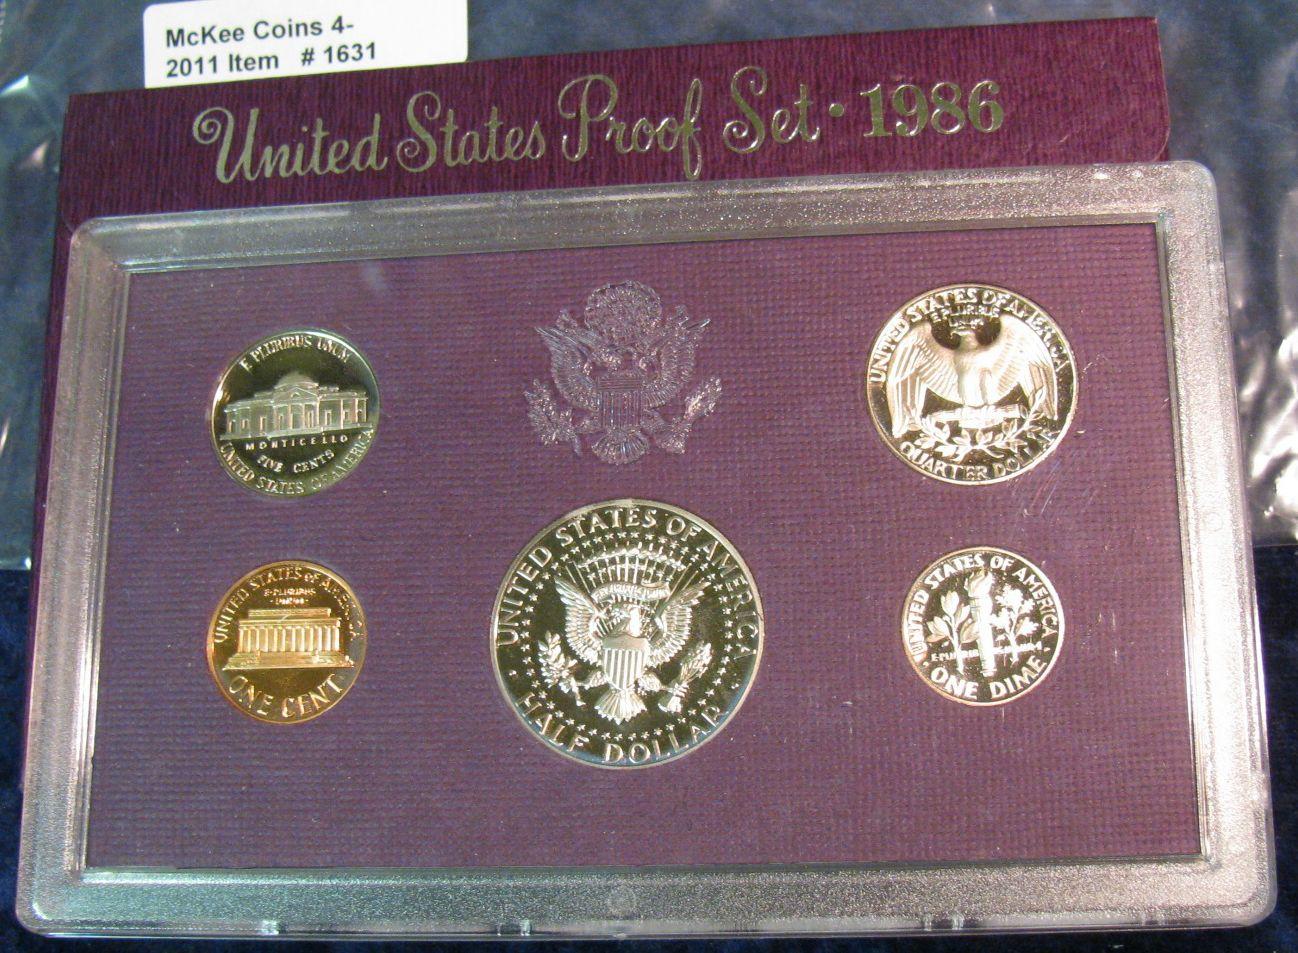 McKee Coins 4-
2011 Item # 1631
United States Proof Set · 1986
E PLURIBUS UNUM
MONTICELLO
FIVE CENTS
UNITED STATES OF AMERICA
UNITED STATES OF AMERICA
E PLURIBUS
UNUM
QUARTER DOLLAR
UNITED STATES OF AMERICA
E·PLURIBUS
·UNUM·
ONE CENT
UNITED STATES OF AMERICA
HALF DOLLAR
UNITED STATES OF AMERICA
E·PLURIBUS
· ONE DIME ·